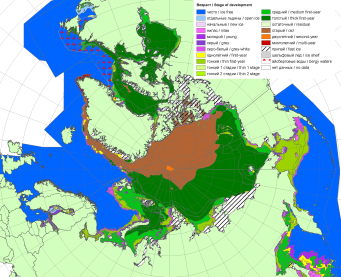 Возраст / Stage of development
чисто / ice free
отдельные льдины / open ice
начальные / new ice
нилас / nilas
молодой / young
серый / grey
серо-белый / grey-white
однолетний / first-year
тонкий / thin first-year
тонкий 1 стадии / thin 1 stage
тонкий 2 стадии / thin 2 stage
средний / medium first-year
толстый / thick first-year
остаточный / residual
старый / old
двухлетний / second-year
многолетний / multi-year
припай / fast ice
шельфовый лед / ice shelf
айсберговые воды / bergy waters
нет данных / no data